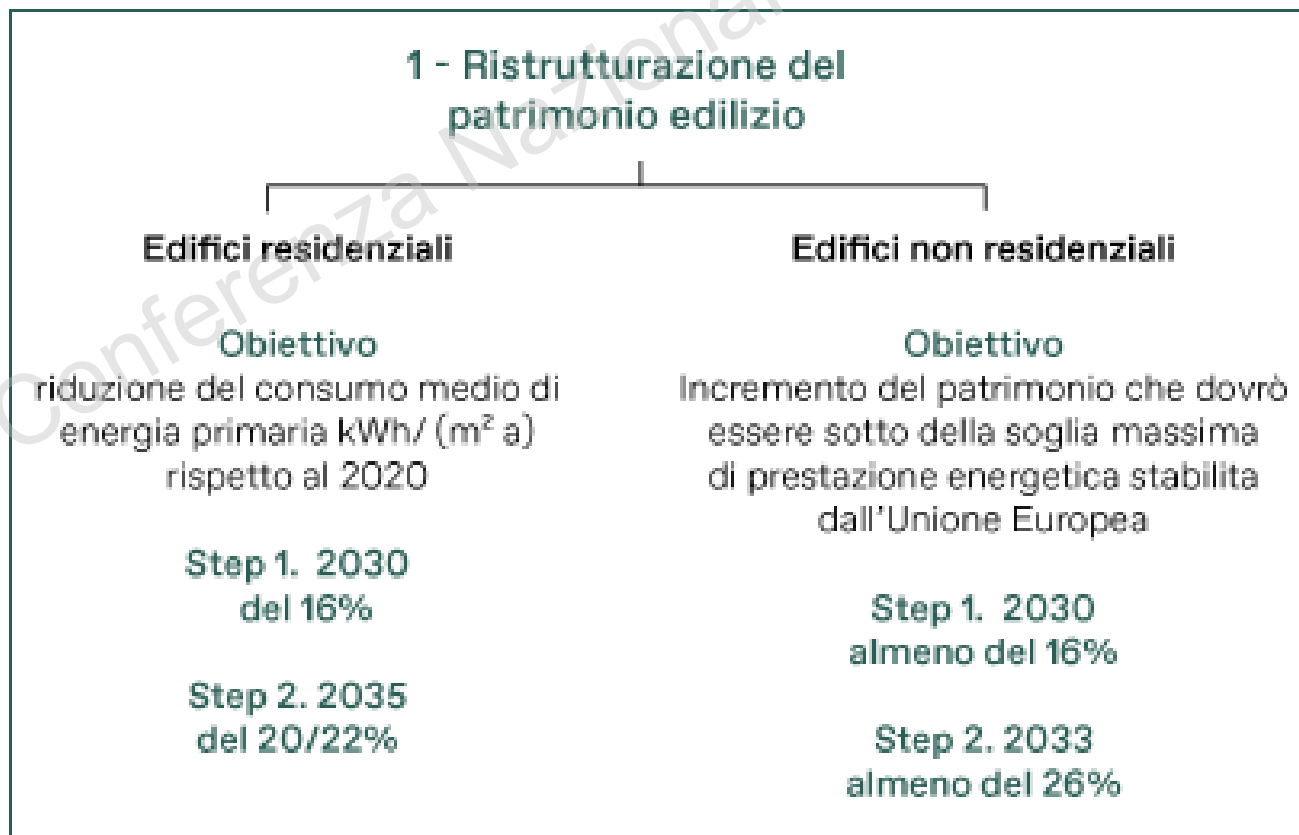 1 - Ristrutturazione del
patrimonio edilizio
Edifici residenziali
Obiettivo
riduzione del consumo medio di
energia primaria kWh/ (m² a)
rispetto al 2020
Step 1. 2030
del 16%
Step 2. 2035
del 20/22%
Edifici non residenziali
Obiettivo
Incremento del patrimonio che dovrò
essere sotto della soglia massima
di prestazione energetica stabilita
dall'Unione Europea
Step 1. 2030
almeno del 16%
Step 2. 2033
almeno del 26%
Conferenza Nazional